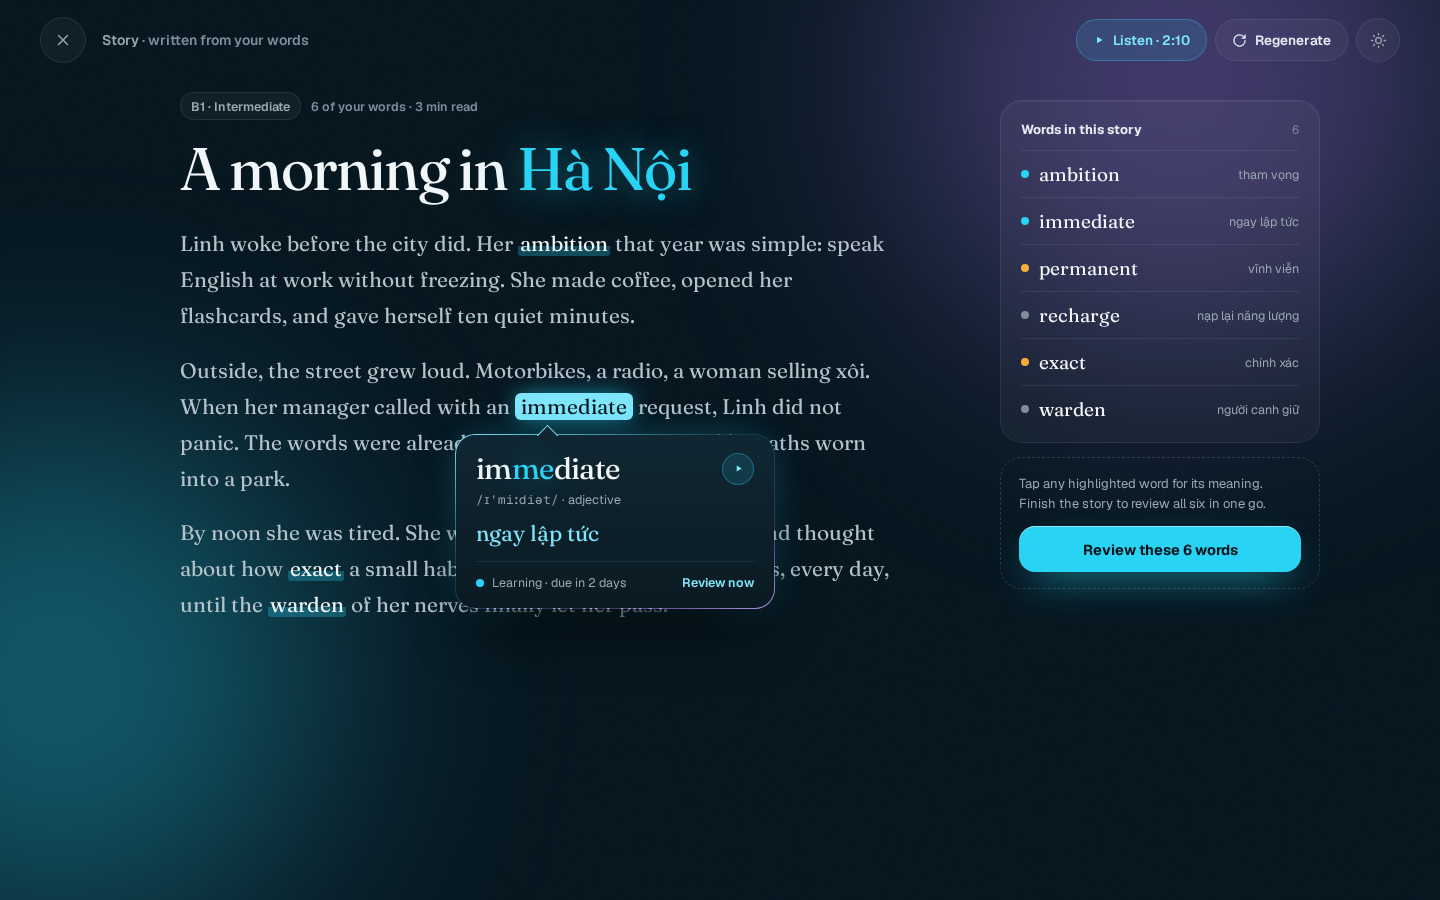 Story · written from your words
Listen · 2:10
Regenerate
B1 · Intermediate
6 of your words · 3 min read
A morning in Hà Nội
Linh woke before the city did. Her ambition that year was simple: speak
English at work without freezing. She made coffee, opened her
flashcards, and gave herself ten quiet minutes.
Outside, the street grew loud. Motorbikes, a radio, a woman selling xôi.
When her manager called with an immediate request, Linh did not
panic. The words were worn
into a park.
By noon she was tired. She thought
about how exact a small every day,
until the warden of her nerves finally let her pass.
immediate
/ɪˈmiːdiət/ · adjective
ngay lập tức
Learning · due in 2 days
Review now
Words in this story
6
ambition
tham vọng
immediate
ngay lập tức
permanent
vĩnh viễn
recharge
nạp lại năng lượng
exact
chính xác
warden
người canh giữ
Tap any highlighted word for its meaning.
Finish the story to review all six in one go.
Review these 6 words